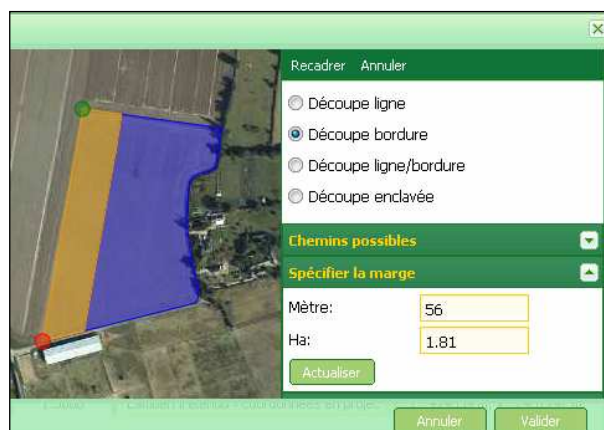 Recadrer Annuler
Découpe ligne
Découpe bordure
Découpe ligne/bordure
Découpe enclavée
Chemins possibles
Spécifier la marge
Mètre: 56
Ha: 1.81
Actualiser
Annuler Valider